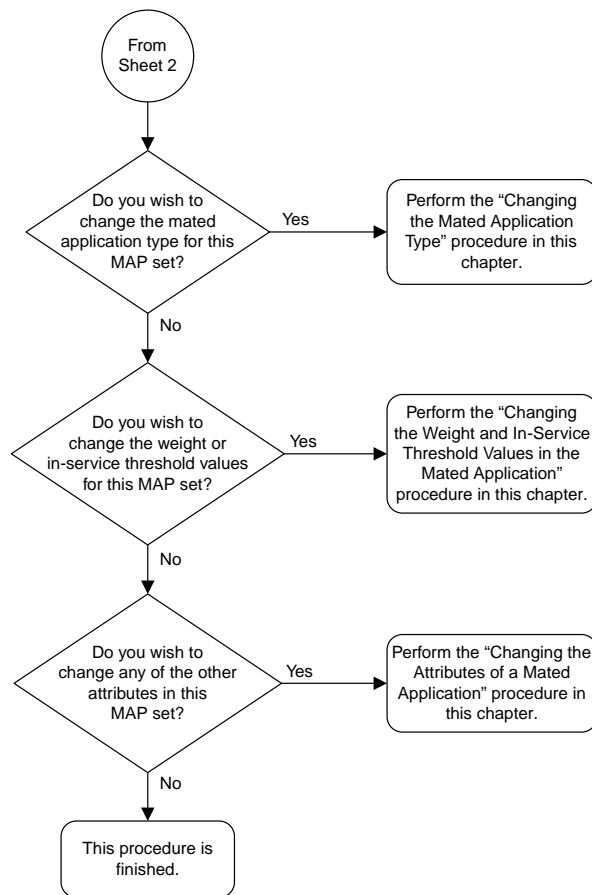 From
Sheet 2
Do you wish to
change the mated
application type for this
MAP set?
Yes
Perform the “Changing
the Mated Application
Type” procedure in this
chapter.
No
Do you wish to
change the weight or
in-service threshold values
for this MAP set?
Yes
Perform the “Changing
the Weight and In-Service
Threshold Values in the
Mated Application”
procedure in this chapter.
No
Do you wish to
change any of the other
attributes in this
MAP set?
Yes
Perform the “Changing the
Attributes of a Mated
Application” procedure in
this chapter.
No
This procedure is
finished.